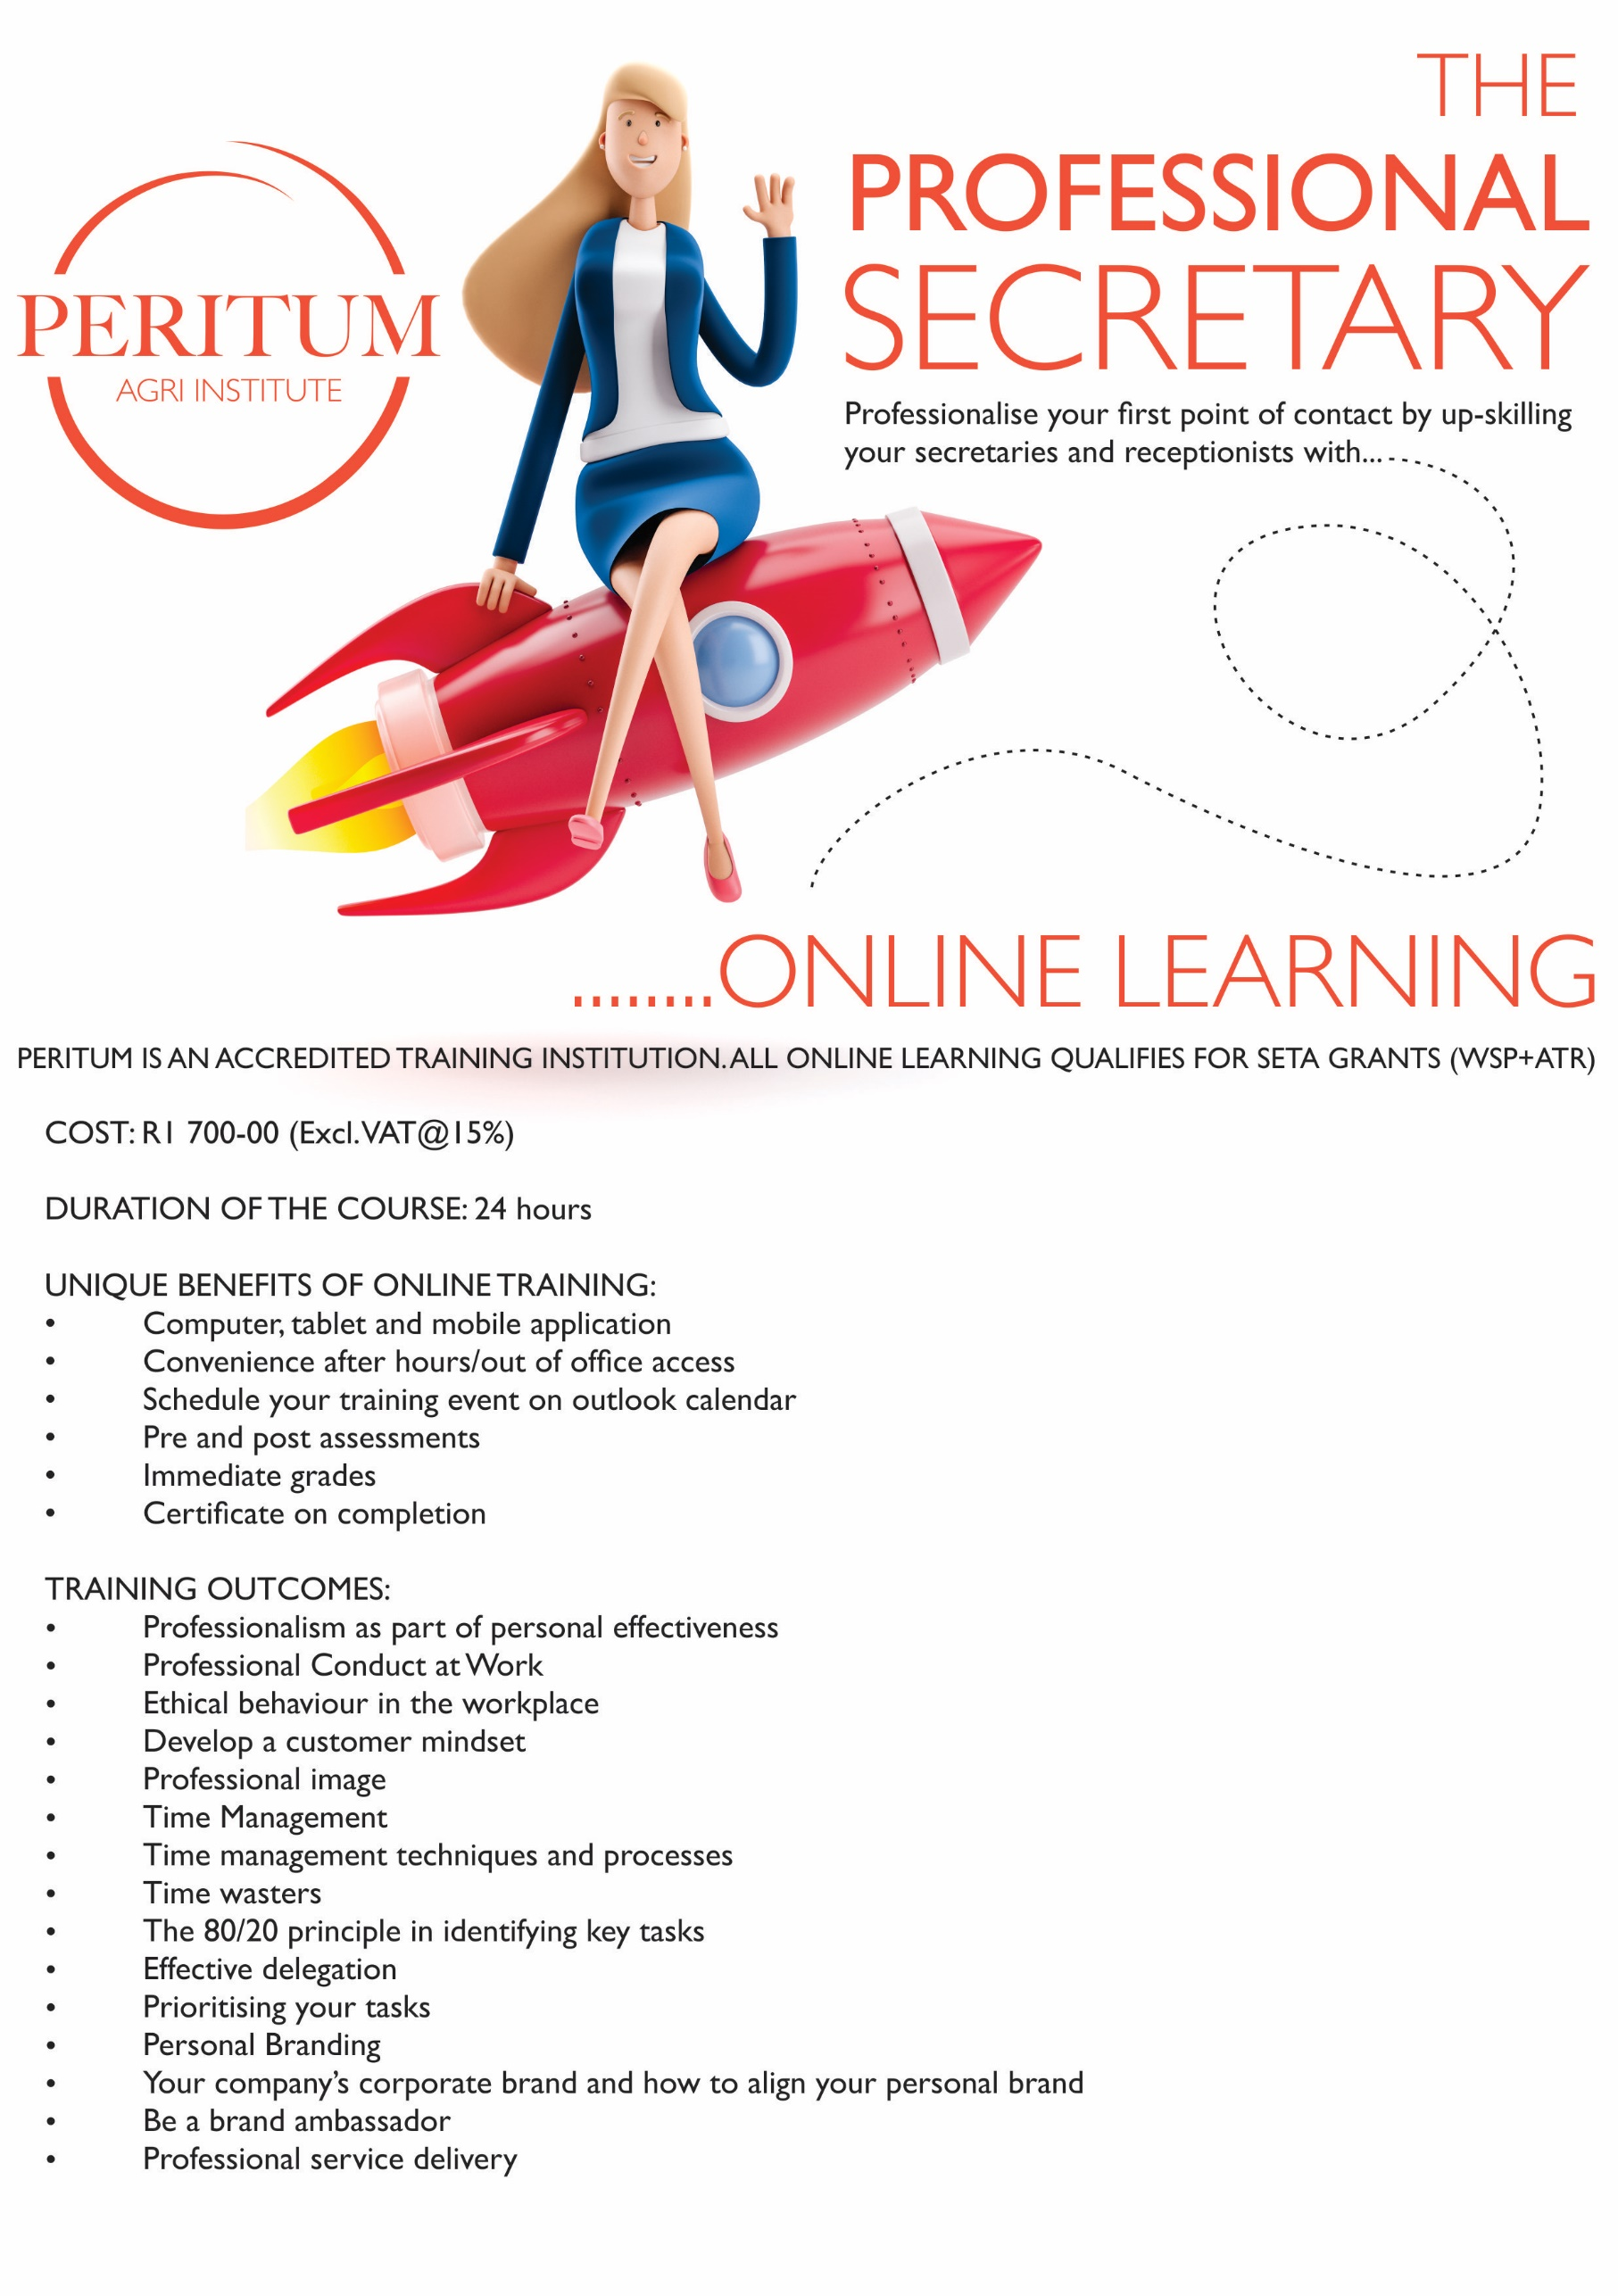 PERITUM
AGRI INSTITUTE
THE
PROFESSIONAL
SECRETARY
Professionalise your first point of contact by up-skilling
your secretaries and receptionists with...
........ONLINE LEARNING
PERITUM IS AN ACCREDITED TRAINING INSTITUTION. ALL ONLINE LEARNING QUALIFIES FOR SETA GRANTS (WSP+ATR)
COST: R1 700-00 (Excl. VAT@15%)
DURATION OF THE COURSE: 24 hours
UNIQUE BENEFITS OF ONLINE TRAINING:
• Computer, tablet and mobile application
• Convenience after hours/out of office access
• Schedule your training event on outlook calendar
• Pre and post assessments
• Immediate grades
• Certificate on completion
TRAINING OUTCOMES:
• Professionalism as part of personal effectiveness
• Professional Conduct at Work
• Ethical behaviour in the workplace
• Develop a customer mindset
• Professional image
• Time Management
• Time management techniques and processes
• Time wasters
• The 80/20 principle in identifying key tasks
• Effective delegation
• Prioritising your tasks
• Personal Branding
• Your company’s corporate brand and how to align your personal brand
• Be a brand ambassador
• Professional service delivery